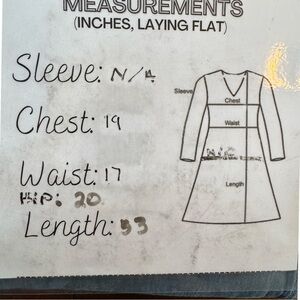 MEASUREMENTS
(INCHES, LAYING FLAT)
Sleeve: N/A
Chest: 19
Waist: 17
HIP: 20
Length: 53
Sleeve
Chest
Waist
Length